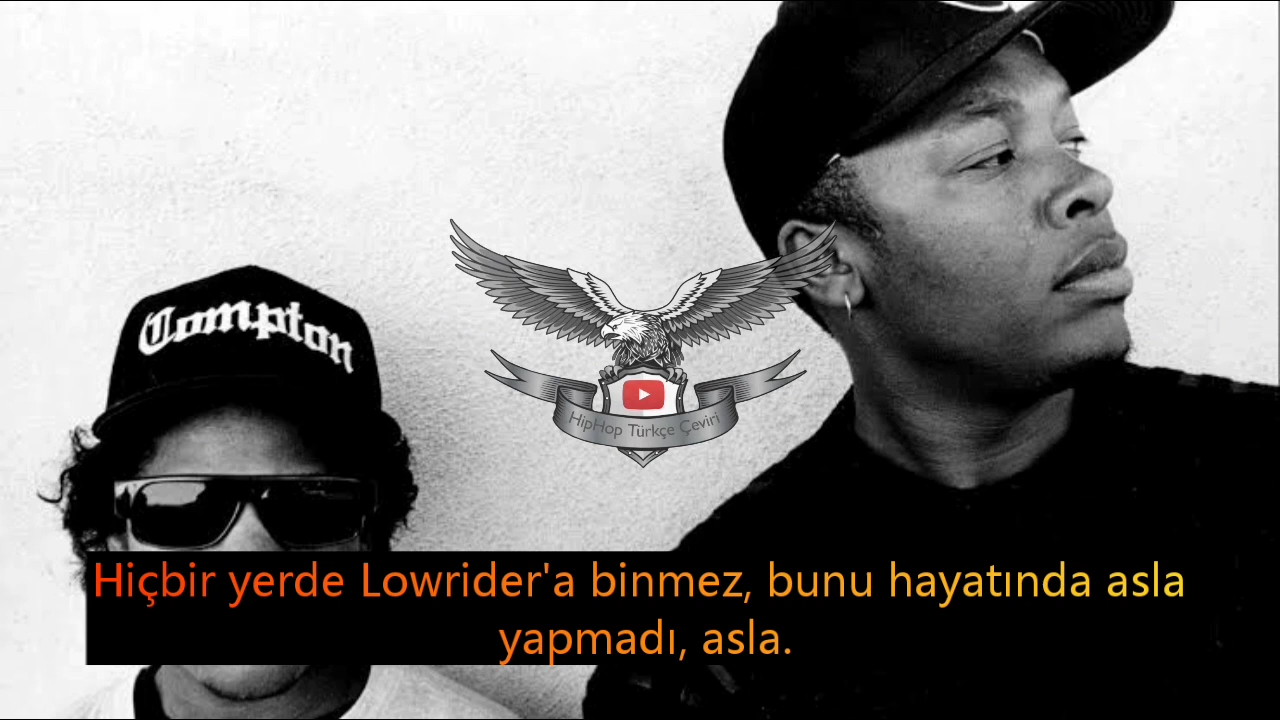 Compton
HipHop Türkçe Çeviri
Hiçbir yerde Lowrider'a binmez, bunu hayatında asla
yapmadı, asla.